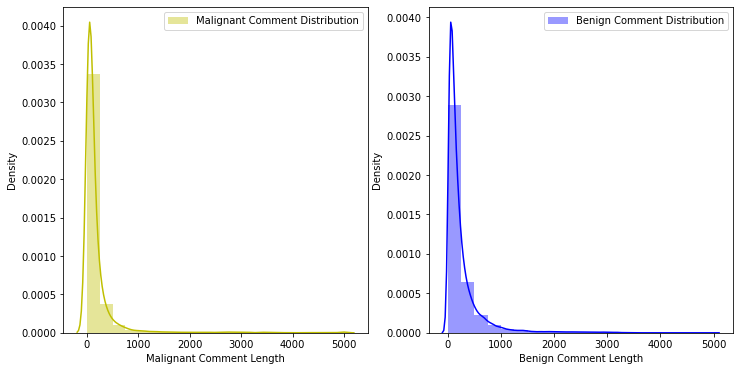 Malignant Comment Distribution
Density
0.0040
0.0035
0.0030
0.0025
0.0020
0.0015
0.0010
0.0005
0.0000
0 1000 2000 3000 4000 5000
Malignant Comment Length
Benign Comment Distribution
Density
0.0040
0.0035
0.0030
0.0025
0.0020
0.0015
0.0010
0.0005
0.0000
0 1000 2000 3000 4000 5000
Benign Comment Length